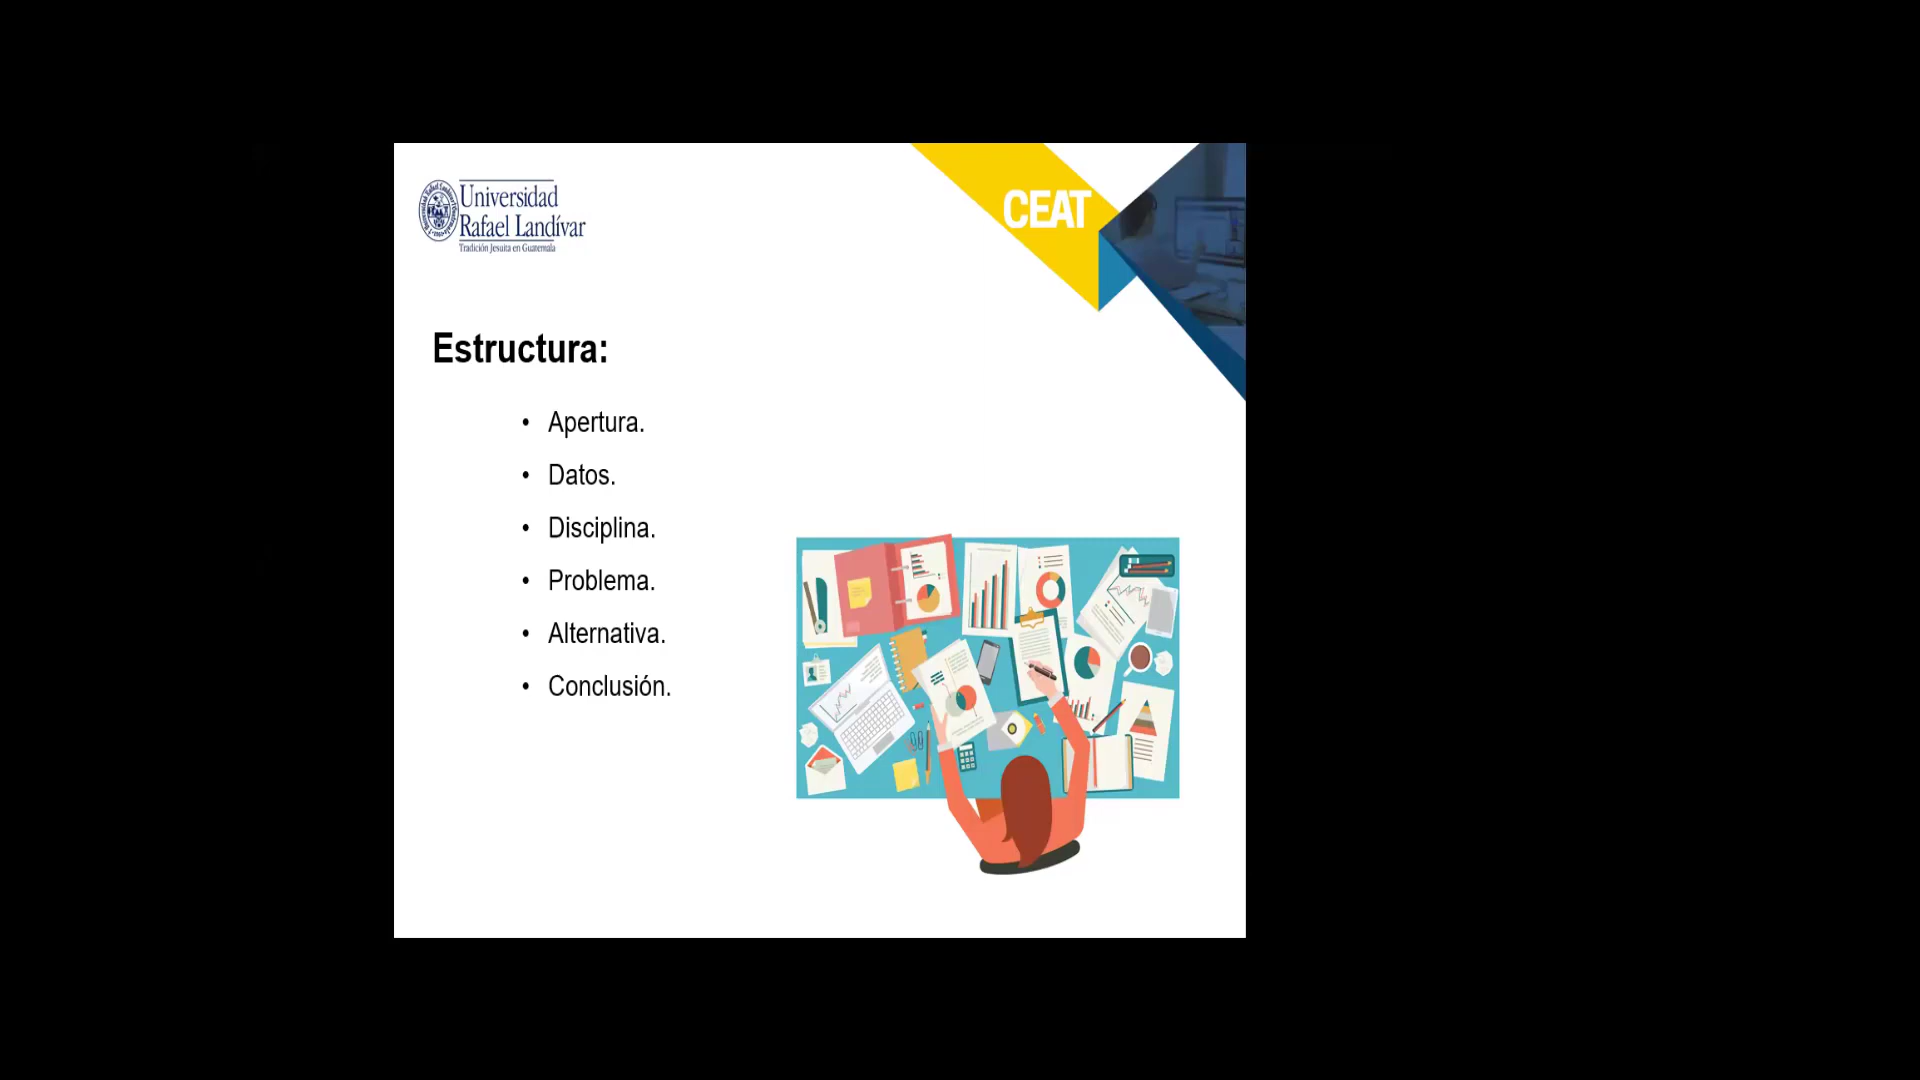 Universidad
Rafael Landívar
Tradición Jesuita en Guatemala
CEAT
Estructura:
• Apertura.
• Datos.
• Disciplina.
• Problema.
• Alternativa.
• Conclusión.